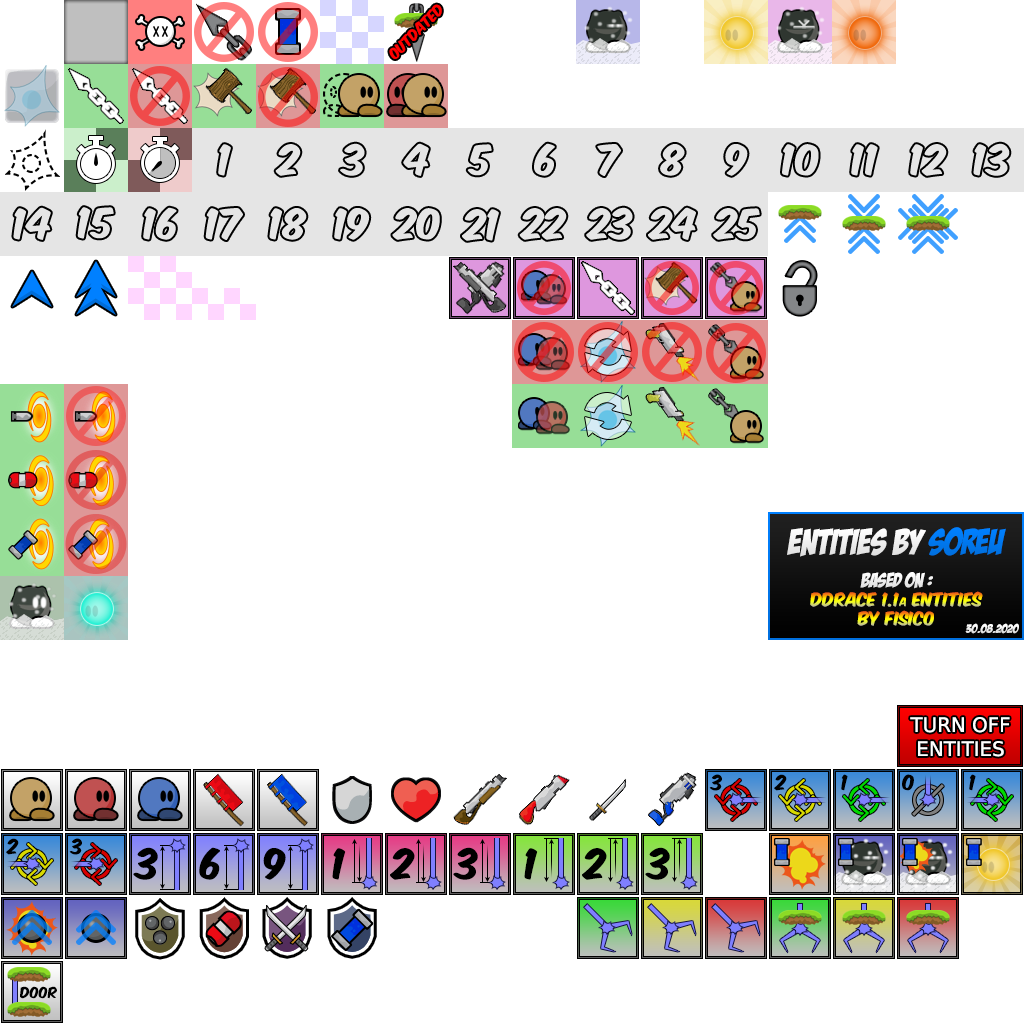 OUTDATED
1 2 3 4 5 6 7 8 9 10 11 12 13
14 15 16 17 18 19 20 21 22 23 24 25
ENTITIES BY SOREU
BASED ON :
DDRACE 1.1A ENTITIES
BY FISICO
30.08.2020
TURN OFF
ENTITIES
3 2 1 0 1
2 3 3 6 9 1 2 3 1 2 3
DOOR